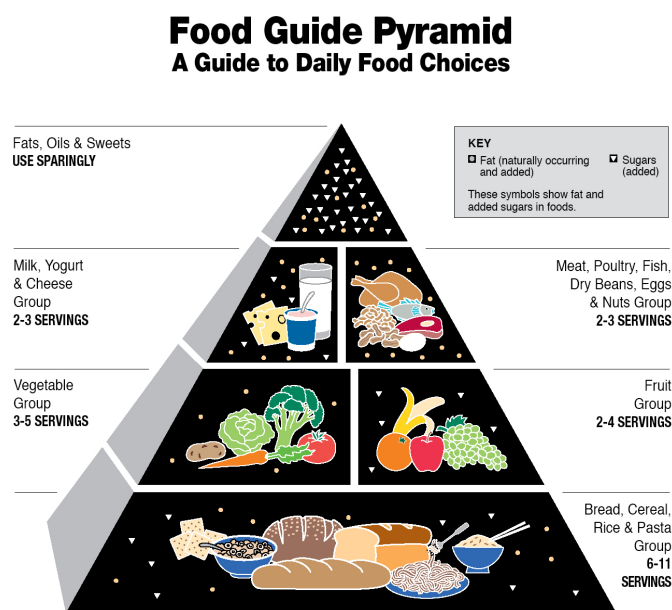 Food Guide Pyramid
A Guide to Daily Food Choices
Fats, Oils & Sweets
USE SPARINGLY
KEY
Fat (naturally occurring
and added)
Sugars
(added)
These symbols show fat and
added sugars in foods.
Milk, Yogurt
& Cheese
Group
2-3 SERVINGS
Meat, Poultry, Fish,
Dry Beans, Eggs
& Nuts Group
2-3 SERVINGS
Vegetable
Group
3-5 SERVINGS
Fruit
Group
2-4 SERVINGS
Bread, Cereal,
Rice & Pasta
Group
6-11
SERVINGS